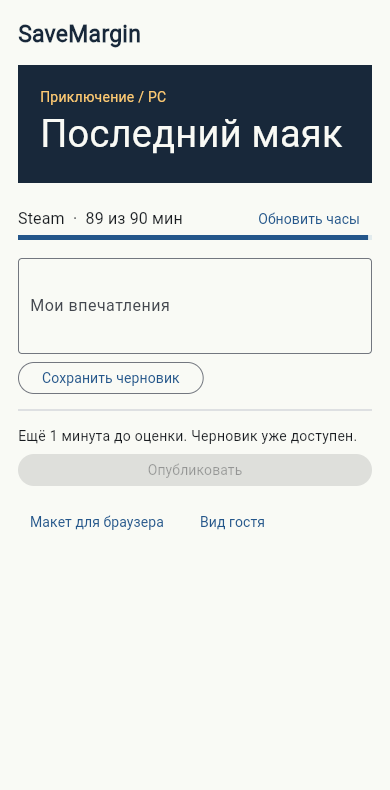 SaveMargin
Приключение / PC
Последний маяк
Steam · 89 из 90 мин
Обновить часы
Мои впечатления
Сохранить черновик
Ещё 1 минута до оценки. Черновик уже доступен.
Опубликовать
Макет для браузера
Вид гостя